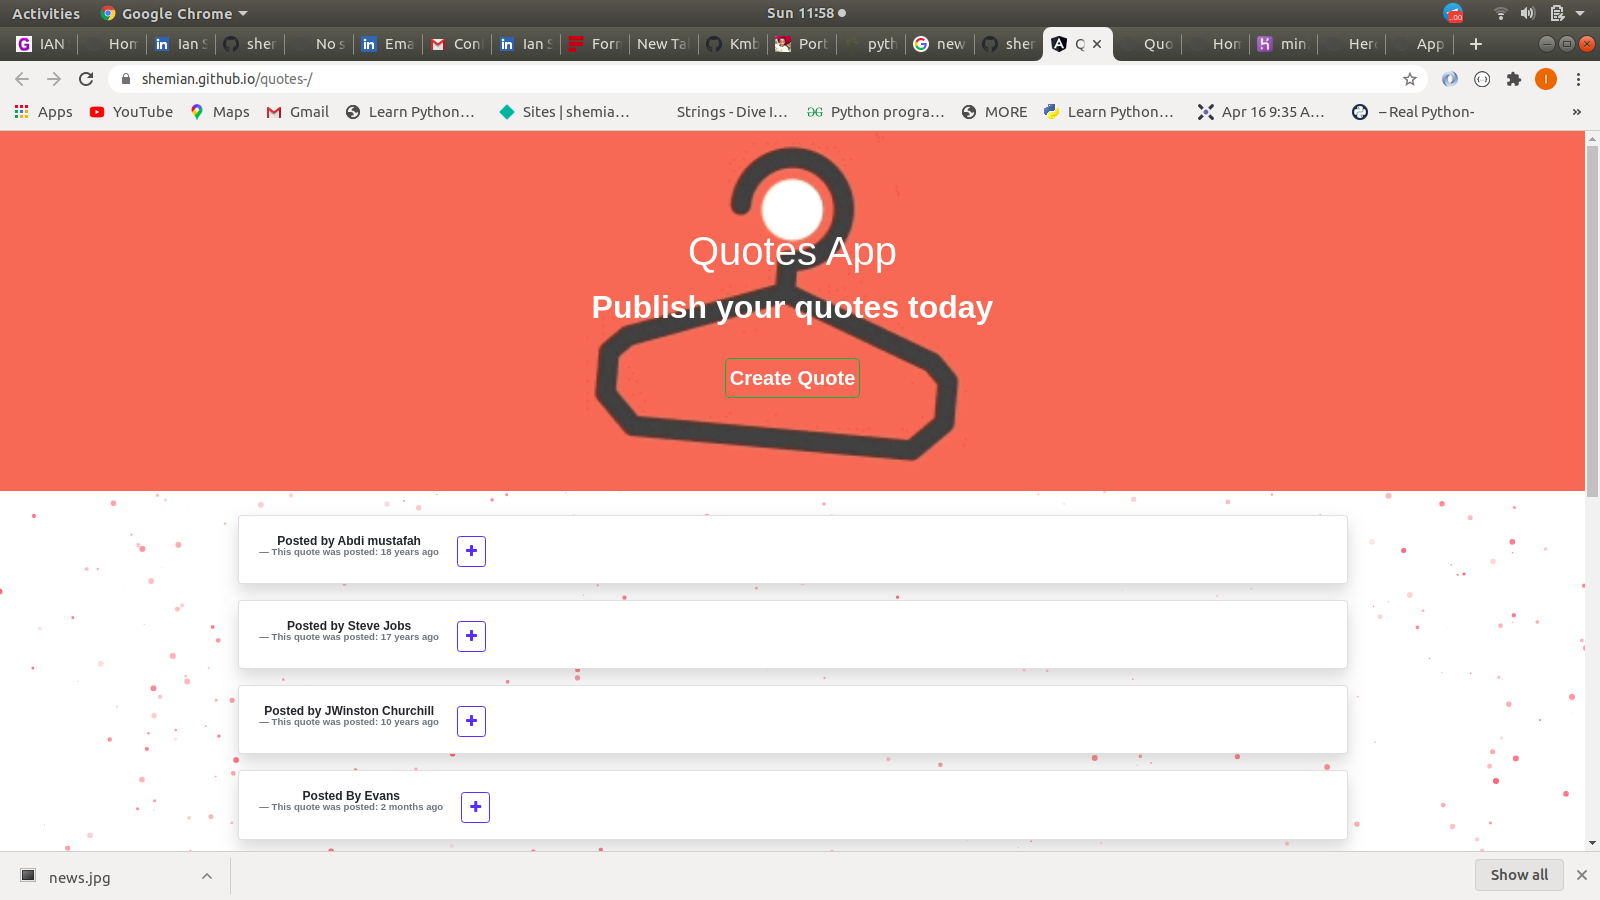 Activities
Google Chrome
Sun 11:58
IAN
Hom
Ian S
sher
No s
Ema
Con
Ian S
Forn
New Tab
Kmb
Port
pyth
new
sher
Q
Quo
Hom
min
Hero
App
shemian.github.io/quotes-/
I
Apps
YouTube
Maps
Gmail
Learn Python...
Sites | shemia...
Strings - Dive I...
Python progra...
MORE
Learn Python...
Apr 16 9:35 A...
– Real Python-
»
Quotes App
Publish your quotes today
Create Quote
Posted by Abdi mustafah
— This quote was posted: 18 years ago
+
Posted by Steve Jobs
— This quote was posted: 17 years ago
+
Posted by JWinston Churchill
— This quote was posted: 10 years ago
+
Posted By Evans
— This quote was posted: 2 months ago
+
news.jpg
Show all